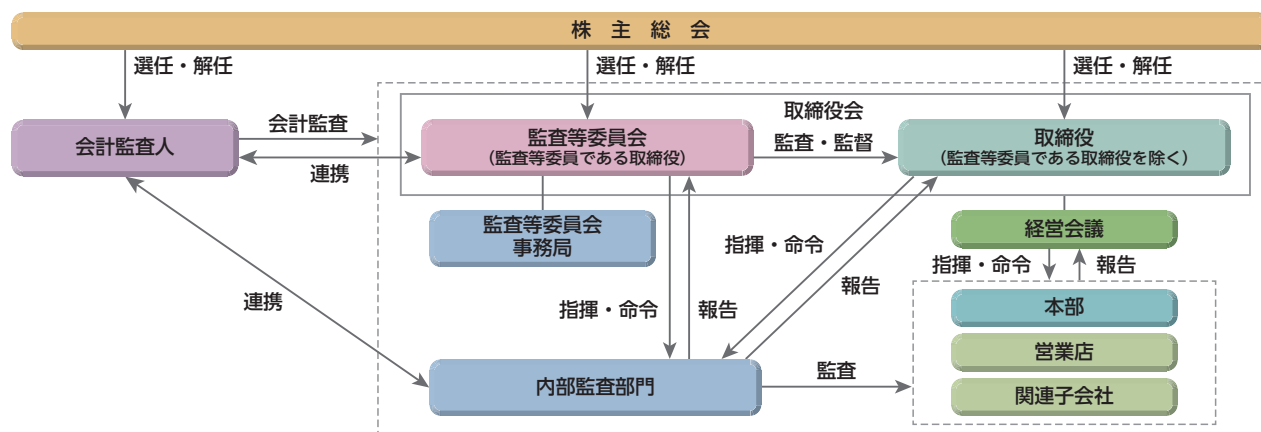 株主総会
選任・解任
選任・解任
選任・解任
取締役会
会計監査人
会計監査
連携
監査等委員会
(監査等委員である取締役)
監査・監督
取締役
(監査等委員である取締役を除く)
監査等委員会
事務局
経営会議
指揮・命令
報告
指揮・命令
報告
連携
指揮・命令
報告
本部
営業店
関連子会社
内部監査部門
監査